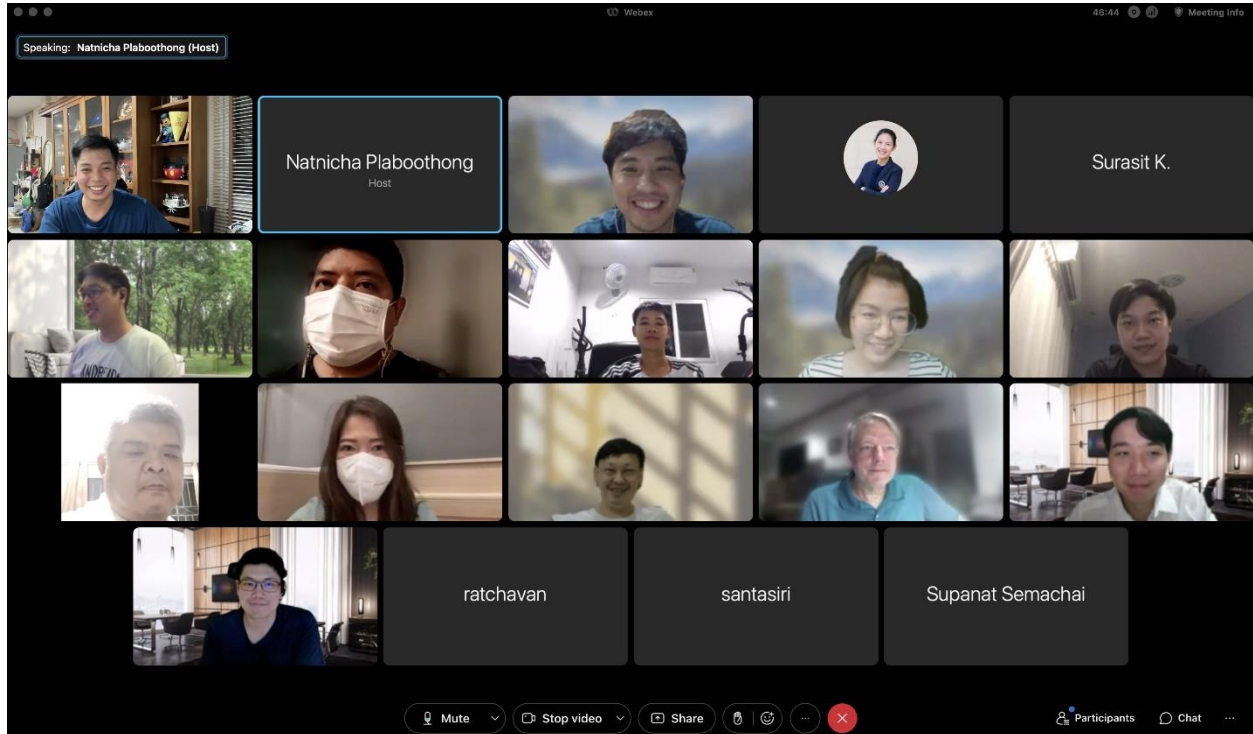 Webex
46:44
Meeting Info
Speaking: Natnicha Plaboothong (Host)
Natnicha Plaboothong
Host
Surasit K.
ratchavan
santasiri
Supanat Semachai
Mute
Stop video
Share
Participants
Chat